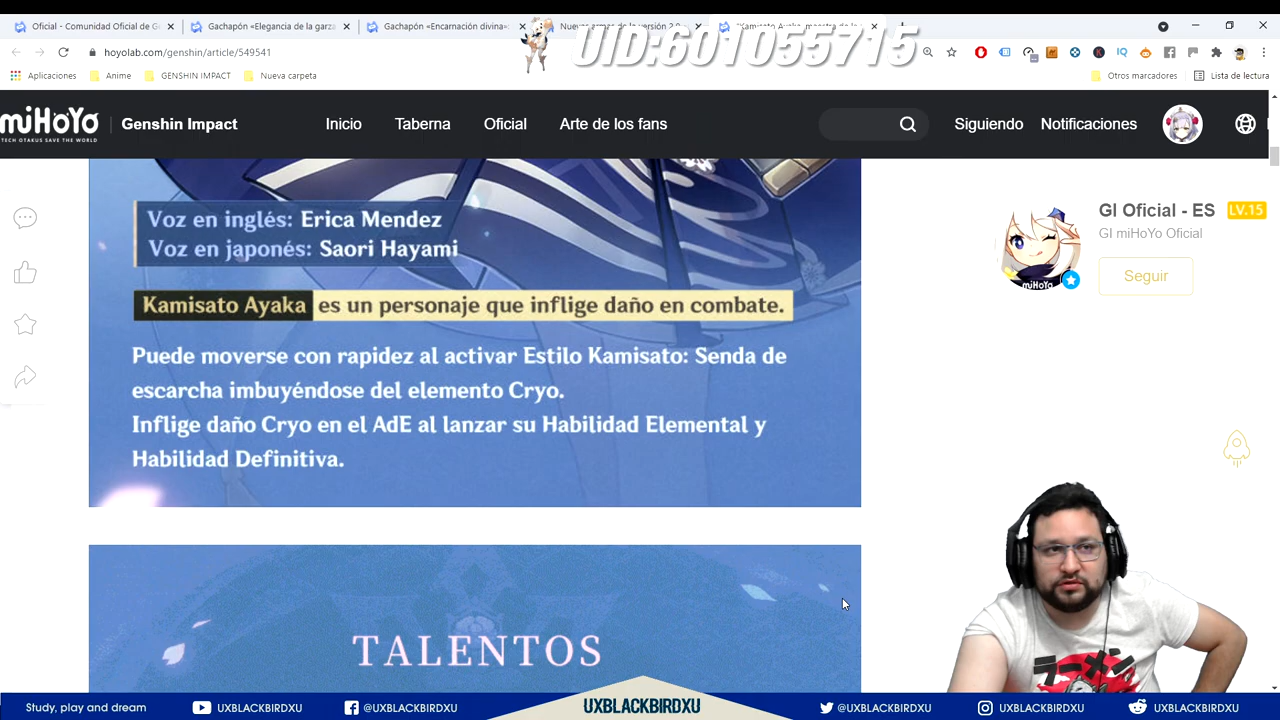 Oficial - Comunidad Oficial de Ge
Gachapón «Elegancia de la garza
Gachapón «Encarnación divina»:
Nuevas armas de la versión 2.0
hoyolab.com/genshin/article/549541
UID:601055715
Aplicaciones
Anime
GENSHIN IMPACT
Nueva carpeta
Otros marcadores
Lista de lectura
miHoYo
TECH OTAKUS SAVE THE WORLD
Genshin Impact
Inicio
Taberna
Oficial
Arte de los fans
Siguiendo
Notificaciones
Voz en inglés: Erica Mendez
Voz en japonés: Saori Hayami
Kamisato Ayaka es un personaje que inflige daño en combate.
Puede moverse con rapidez al activar Estilo Kamisato: Senda de
escarcha imbuyéndose del elemento Cryo.
Inflige daño Cryo en el AdE al lanzar su Habilidad Elemental y
Habilidad Definitiva.
TALENTOS
GI Oficial - ES LV.15
GI miHoYo Oficial
miHoYo
Seguir
ラーメン
Study, play and dream
UXBLACKBIRDXU
@UXBLACKBIRDXU
UXBLACKBIRDXU
@UXBLACKBIRDXU
UXBLACKBIRDXU
UXBLACKBIRDXU